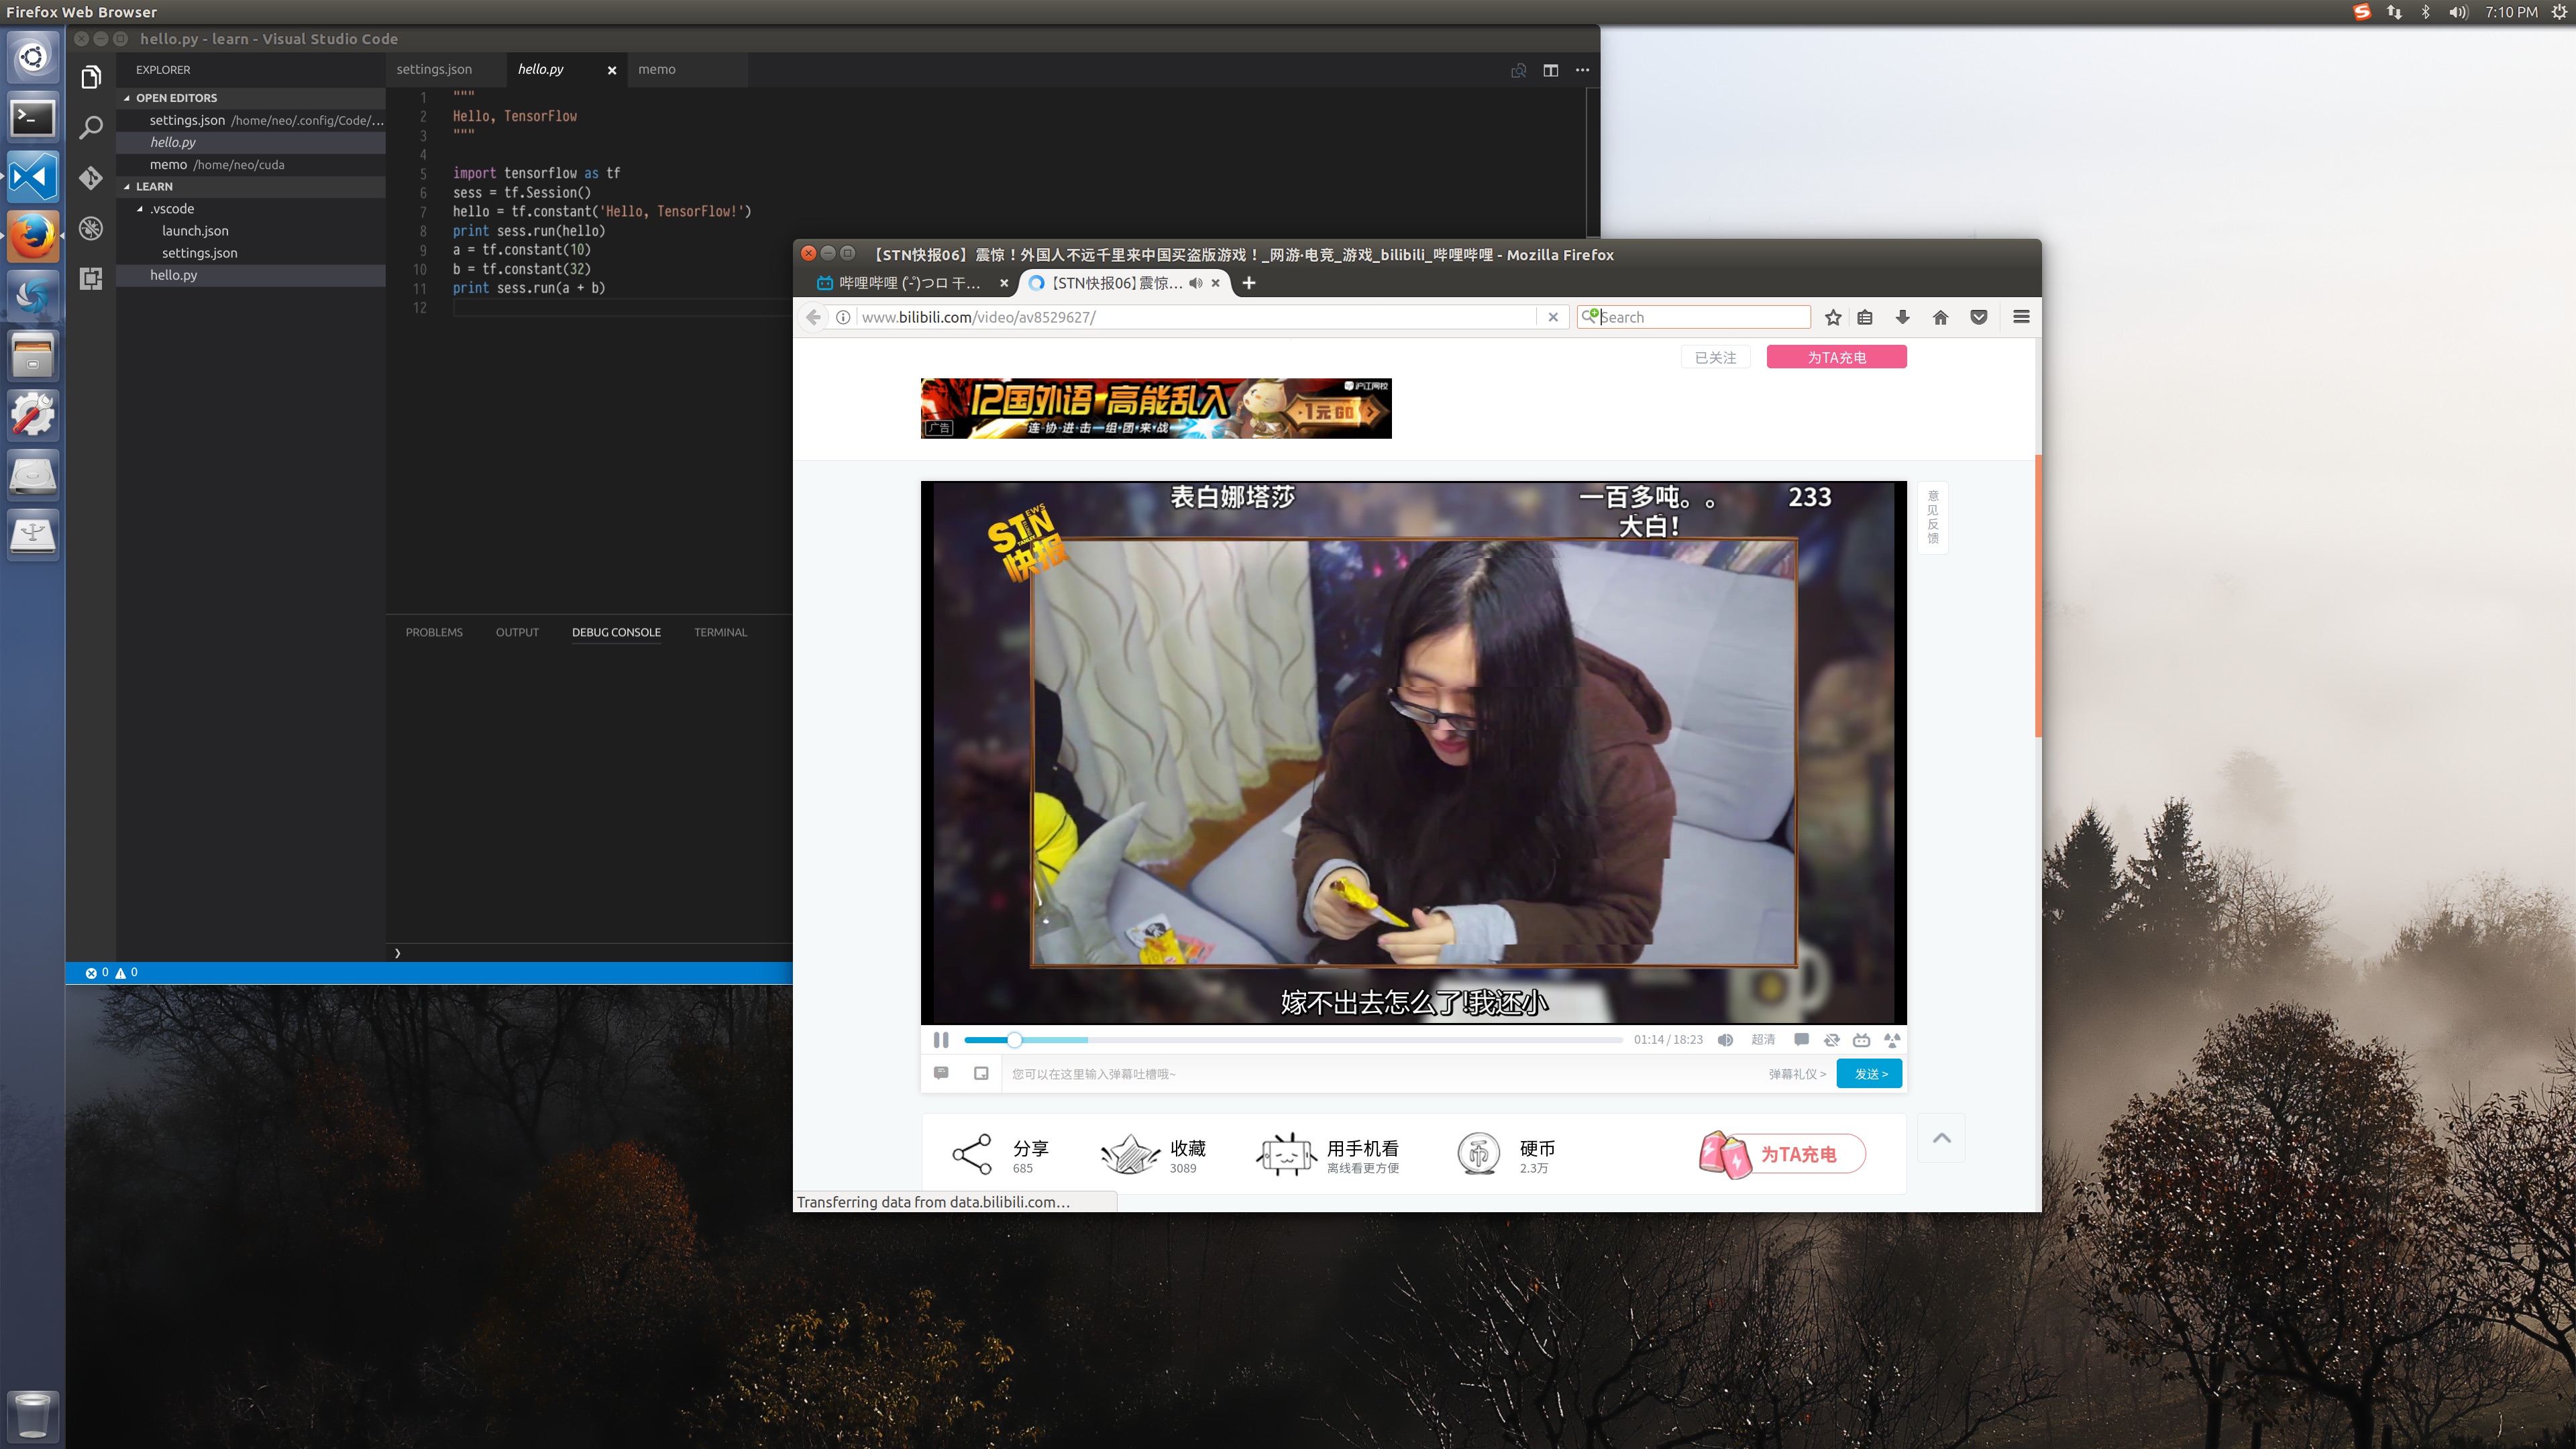 Firefox Web Browser
7:10 PM
hello.py - learn - Visual Studio Code
EXPLORER
OPEN EDITORS
settings.json /home/neo/.config/Code/...
hello.py
memo /home/neo/cuda
LEARN
.vscode
launch.json
settings.json
hello.py
settings.json
hello.py
memo
1 """
2 Hello, TensorFlow
3 """
4
5 import tensorflow as tf
6 sess = tf.Session()
7 hello = tf.constant('Hello, TensorFlow!')
8 print sess.run(hello)
9 a = tf.constant(10)
10 b = tf.constant(32)
11 print sess.run(a + b)
12
PROBLEMS
OUTPUT
DEBUG CONSOLE
TERMINAL
0 0
【STN快报06】震惊！外国人不远千里来中国买盗版游戏！_网游·电竞_游戏_bilibili_哔哩哔哩 - Mozilla Firefox
哔哩哔哩 (゜-゜)つロ 干...
【STN快报06】震惊...
www.bilibili.com/video/av8529627/
Search
已关注
为TA充电
12国外语 高能乱入
连·协·进·击一组·团·来·战
1元GO
沪江网校
广告
表白娜塔莎
一百多吨。。
233
大白!
STN
NEWS
快报
嫁不出去怎么了!我还小
意见反馈
01:14 / 18:23
超清
您可以在这里输入弹幕吐槽哦~
弹幕礼仪 >
发送 >
分享
685
收藏
3089
用手机看
离线看更方便
硬币
2.3万
为TA充电
Transferring data from data.bilibili.com...